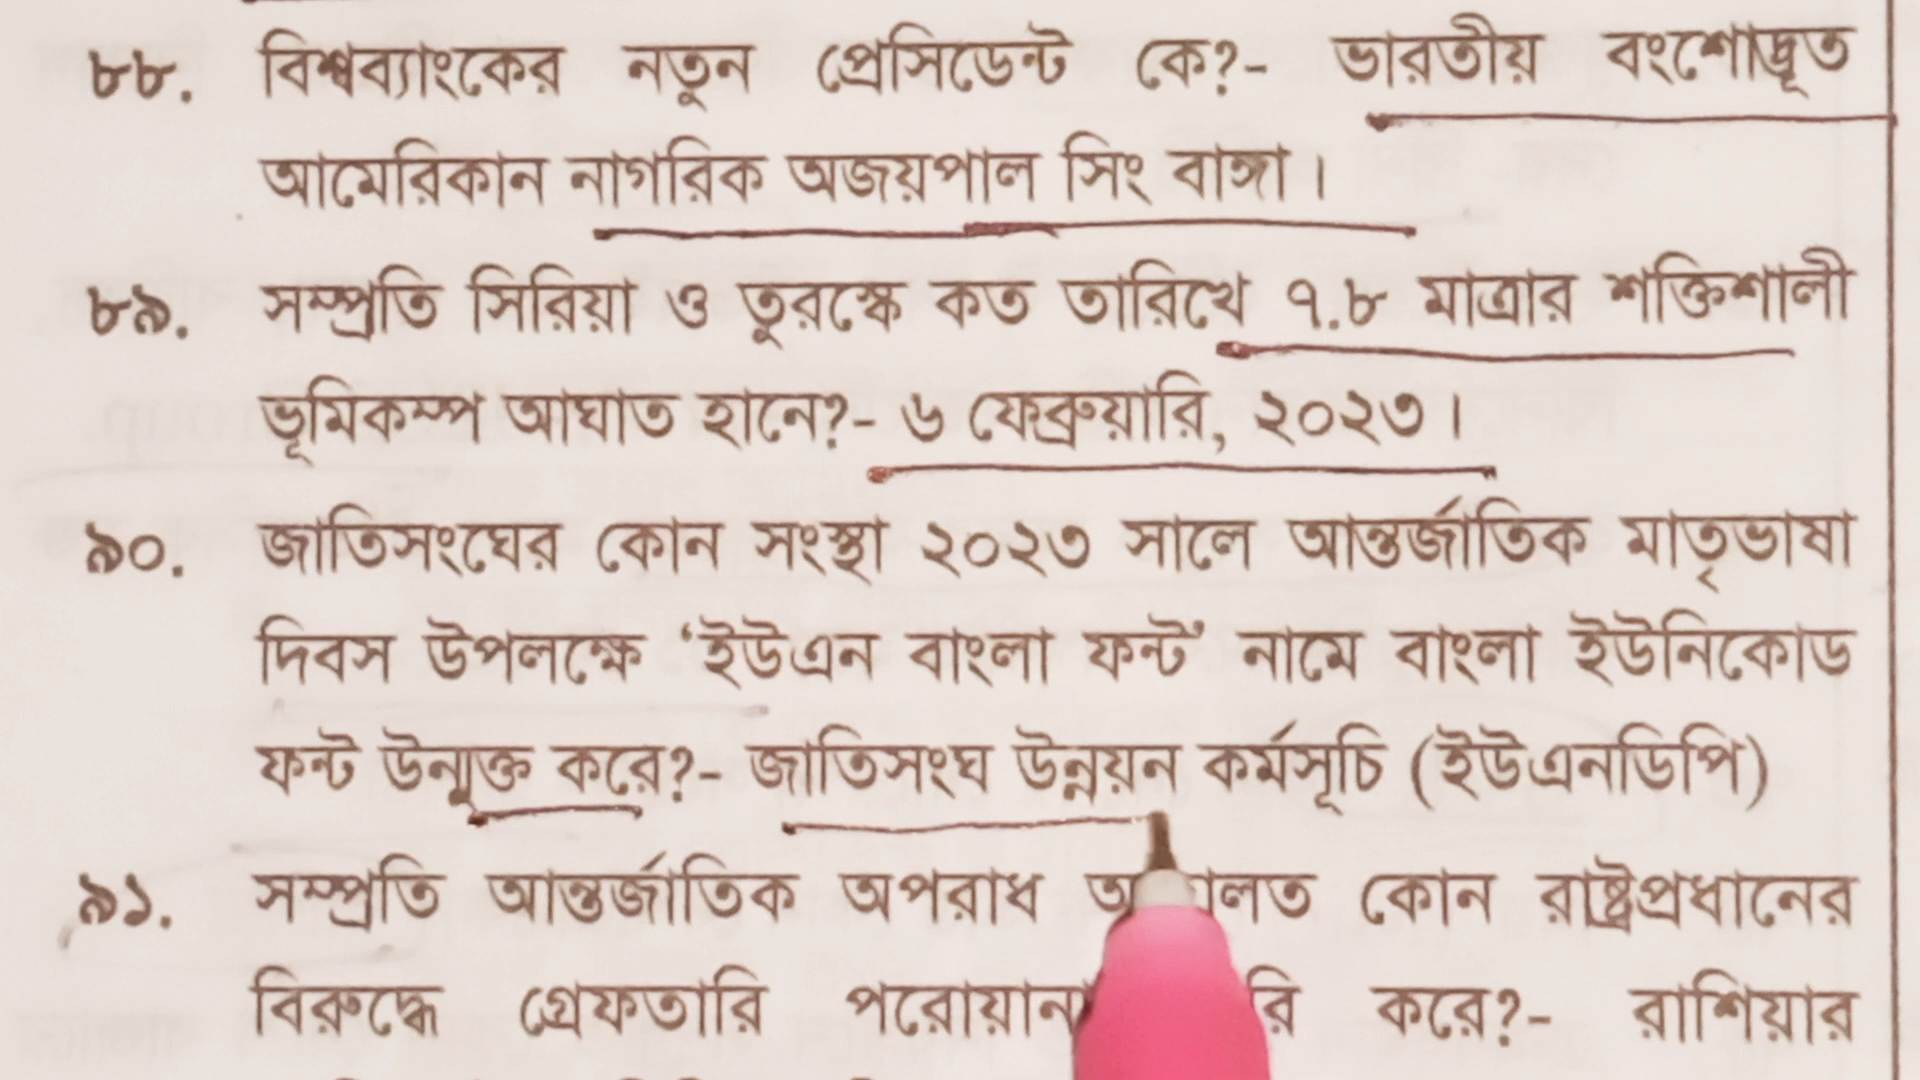 ৮৮. বিশ্বব্যাংকের নতুন প্রেসিডেন্ট কে?- ভারতীয় বংশোদ্ভূত
আমেরিকান নাগরিক অজয়পাল সিং বাঙ্গা।
৮৯. সম্প্রতি সিরিয়া ও তুরস্কে কত তারিখে ৭.৮ মাত্রার শক্তিশালী
ভূমিকম্প আঘাত হানে?- ৬ ফেব্রুয়ারি, ২০২৩।
৯০. জাতিসংঘের কোন সংস্থা ২০২৩ সালে আন্তর্জাতিক মাতৃভাষা
দিবস উপলক্ষে ‘ইউএন বাংলা ফন্ট’ নামে বাংলা ইউনিকোড
ফন্ট উন্মুক্ত করে?- জাতিসংঘ উন্নয়ন কর্মসূচি (ইউএনডিপি)
৯১. সম্প্রতি আন্তর্জাতিক অপরাধ কোন রাষ্ট্রপ্রধানের
বিরুদ্ধে গ্রেফতারি করে?- রাশিয়ার